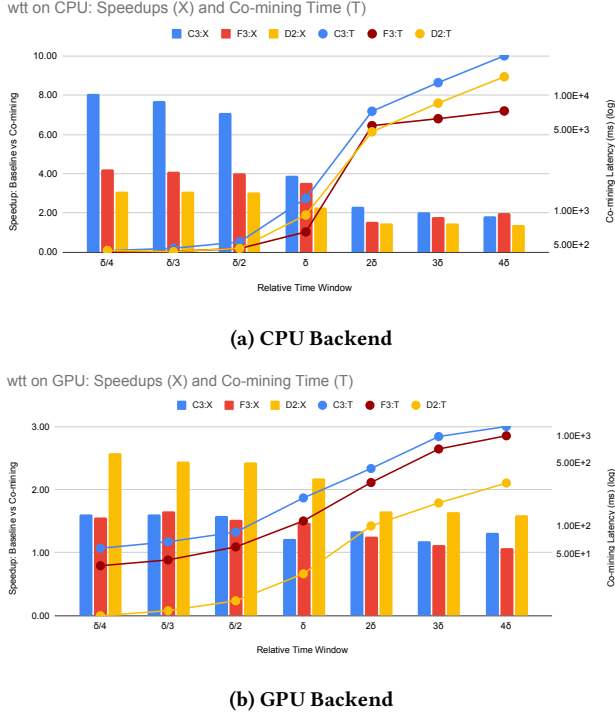 wtt on CPU: Speedups (X) and Co-mining Time (T)
C3:X F3:X D2:X C3:T F3:T D2:T
Speedup: Baseline vs Co-mining
10.00
8.00
6.00
4.00
2.00
0.00
1.00E+4
5.00E+3
1.00E+3
5.00E+2
Co-mining Latency (ms) (log)
δ/4 δ/3 δ/2 δ 2δ 3δ 4δ
Relative Time Window
(a) CPU Backend
wtt on GPU: Speedups (X) and Co-mining Time (T)
C3:X F3:X D2:X C3:T F3:T D2:T
Speedup: Baseline vs Co-mining
3.00
2.00
1.00
0.00
1.00E+3
5.00E+2
1.00E+2
5.00E+1
Co-mining Latency (ms) (log)
δ/4 δ/3 δ/2 δ 2δ 3δ 4δ
Relative Time Window
(b) GPU Backend